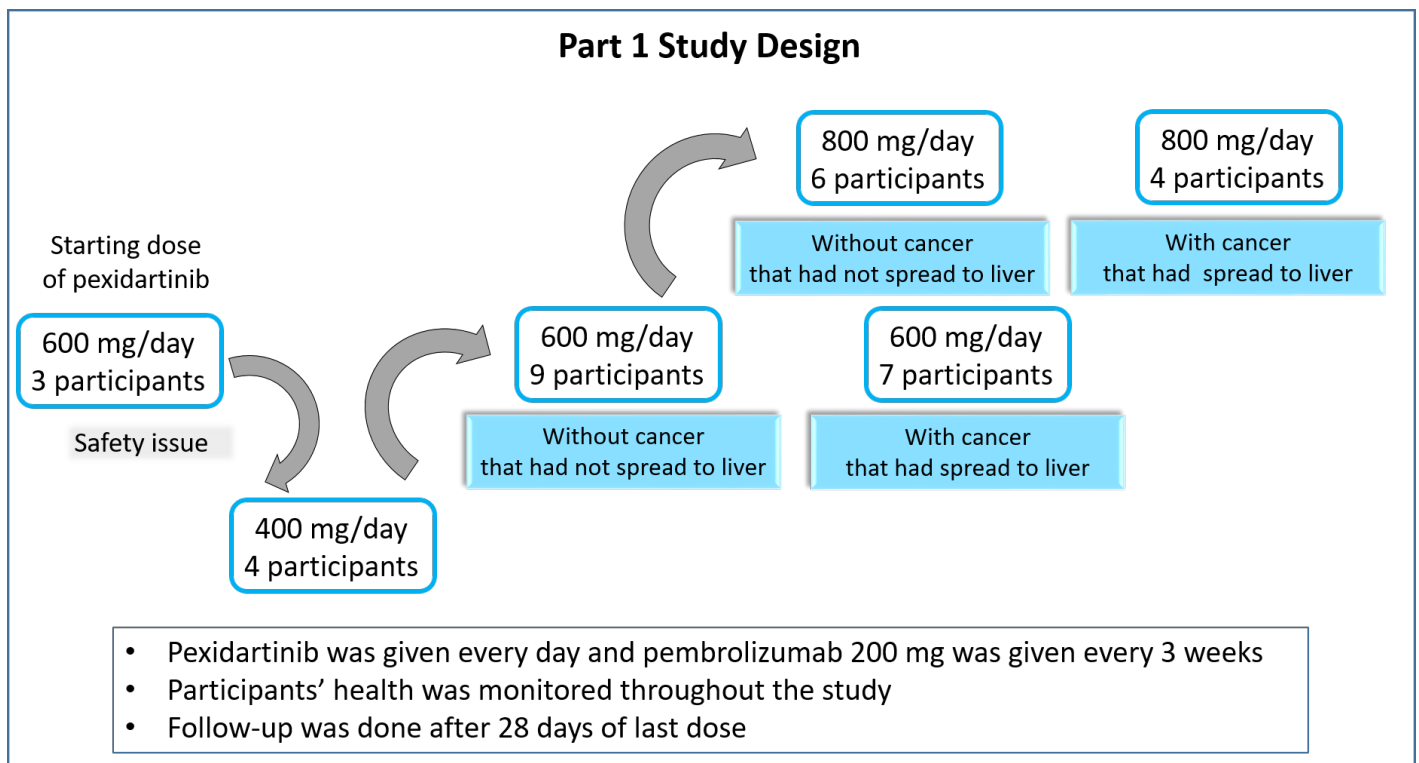 Part 1 Study Design
Starting dose
of pexidartinib
600 mg/day
3 participants
Safety issue
400 mg/day
4 participants
600 mg/day
9 participants
Without cancer
that had not spread to liver
600 mg/day
7 participants
With cancer
that had spread to liver
800 mg/day
6 participants
Without cancer
that had not spread to liver
800 mg/day
4 participants
With cancer
that had  spread to liver
• Pexidartinib was given every day and pembrolizumab 200 mg was given every 3 weeks
• Participants’ health was monitored throughout the study
• Follow-up was done after 28 days of last dose